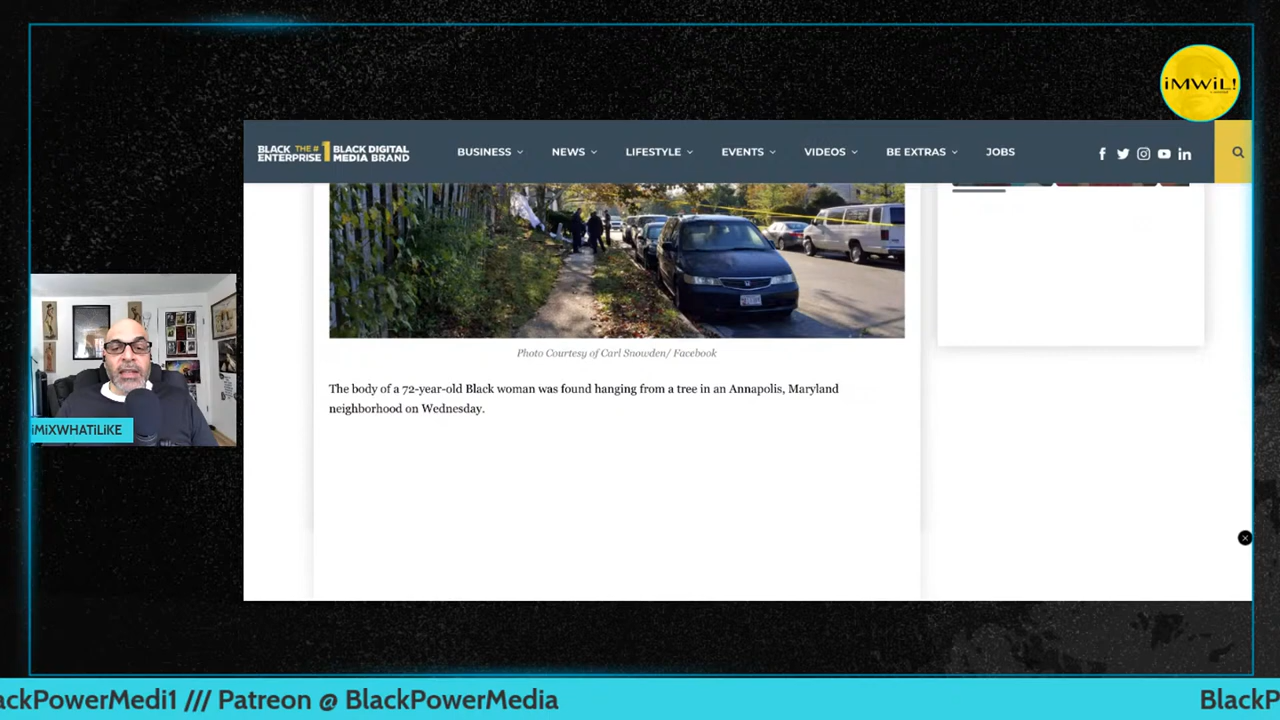 iMWiL!
BLACK ENTERPRISE THE #1 BLACK DIGITAL MEDIA BRAND
BUSINESS NEWS LIFESTYLE EVENTS VIDEOS BE EXTRAS JOBS
Photo Courtesy of Carl Snowden/ Facebook
The body of a 72-year-old Black woman was found hanging from a tree in an Annapolis, Maryland
neighborhood on Wednesday.
iMiXWHATiLiKE
ackPowerMedi1 /// Patreon @ BlackPowerMedia
BlackP